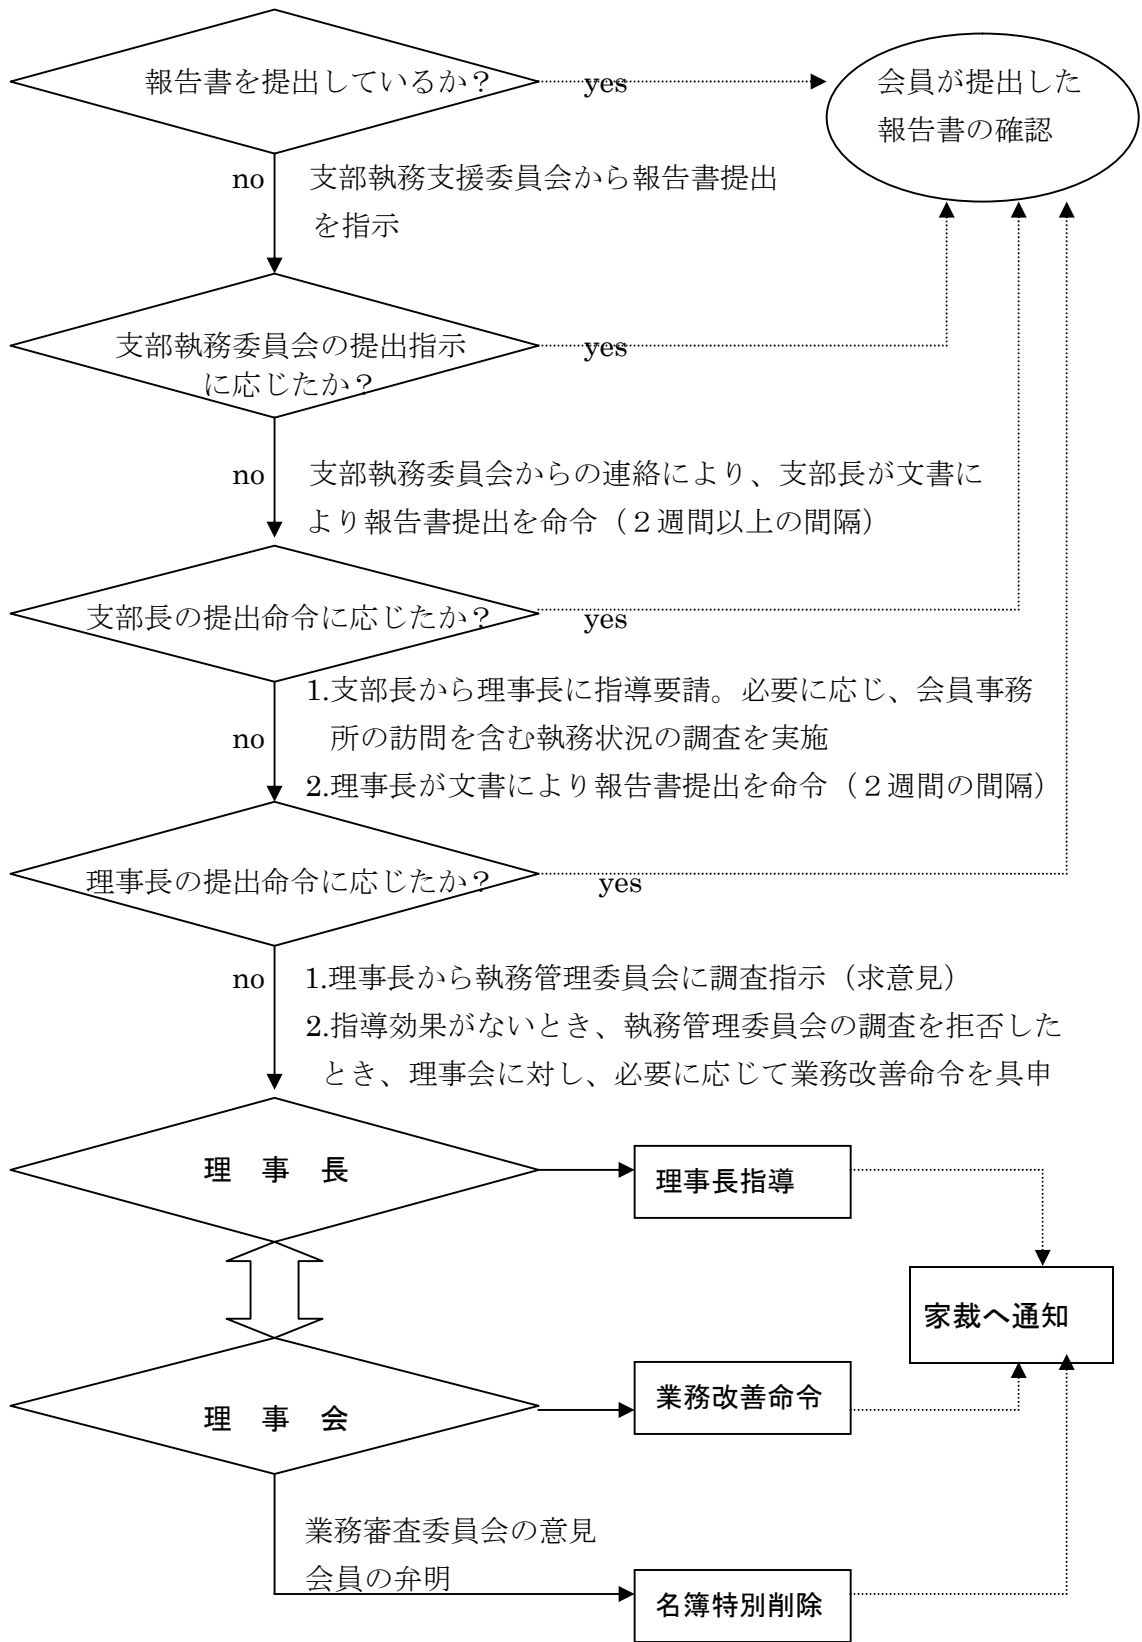 報告書を提出しているか？
yes
会員が提出した
報告書の確認
no
支部執務支援委員会から報告書提出
を指示
支部執務委員会の提出指示
に応じたか？
yes
no
支部執務委員会からの連絡により、支部長が文書に
より報告書提出を命令（２週間以上の間隔）
支部長の提出命令に応じたか？
yes
no
1.支部長から理事長に指導要請。必要に応じ、会員事務
所の訪問を含む執務状況の調査を実施
2.理事長が文書により報告書提出を命令（２週間の間隔）
理事長の提出命令に応じたか？
yes
no
1.理事長から執務管理委員会に調査指示（求意見）
2.指導効果がないとき、執務管理委員会の調査を拒否した
とき、理事会に対し、必要に応じて業務改善命令を具申
理　事　長
理事長指導
家裁へ通知
理　事　会
業務改善命令
業務審査委員会の意見
会員の弁明
名簿特別削除